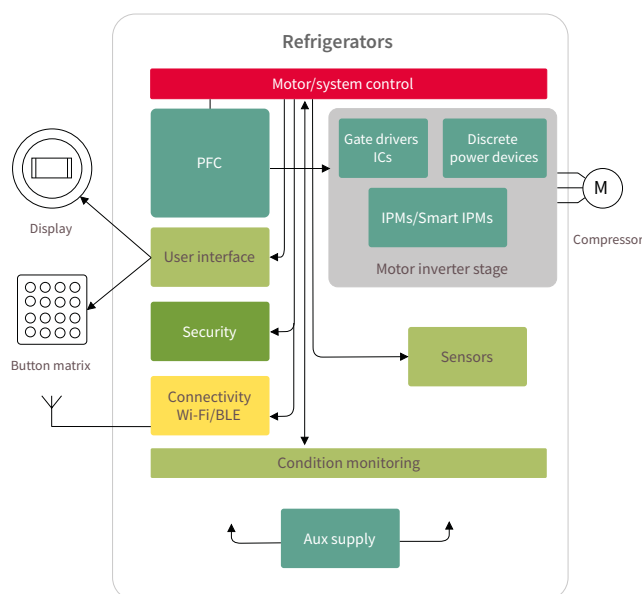 Refrigerators
Motor/system control
PFC
Gate drivers
ICs
Discrete
power devices
IPMs/Smart IPMs
Motor inverter stage
M
Compressor
Display
User interface
Button matrix
Security
Sensors
Connectivity
Wi-Fi/BLE
Condition monitoring
Aux supply